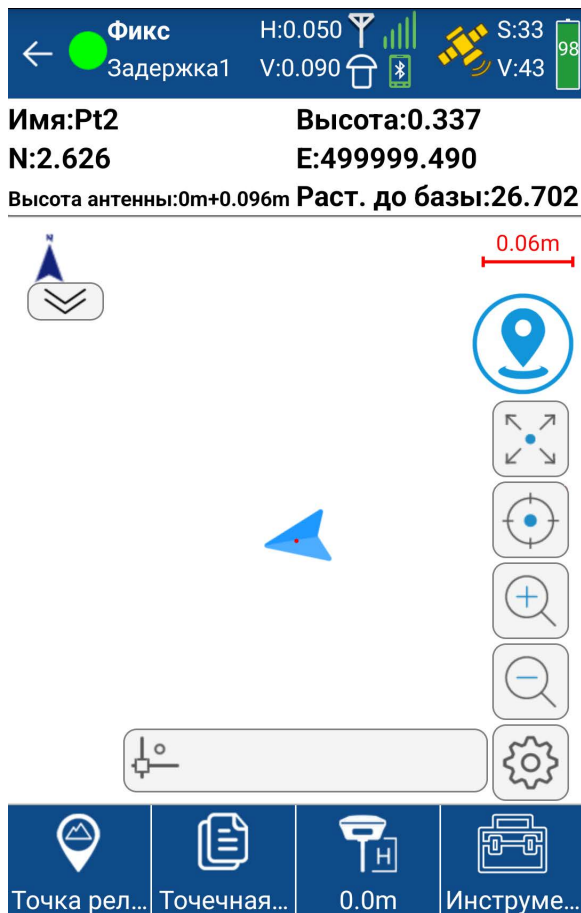 Фикс H:0.050 S:33 98
Задержка1 V:0.090 V:43
Имя:Pt2 Высота:0.337
N:2.626 E:499999.490
Высота антенны:0m+0.096m Раст. до базы:26.702
N 0.06m
H
Точка рел... Точечная... 0.0m Инструме...